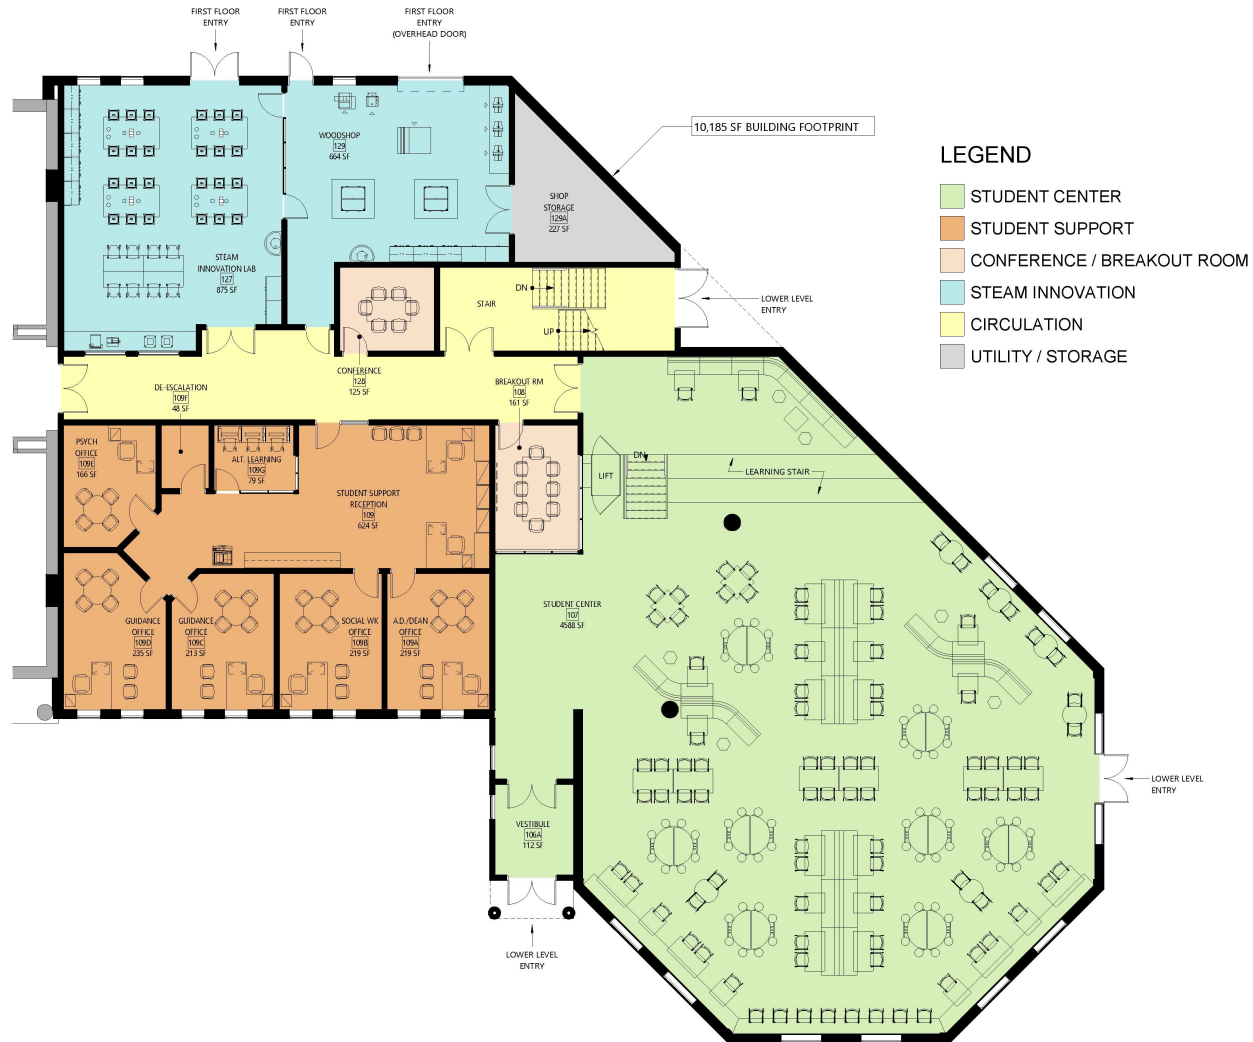 FIRST FLOOR
ENTRY
FIRST FLOOR
ENTRY
FIRST FLOOR
ENTRY
(OVERHEAD DOOR)
10,185 SF BUILDING FOOTPRINT
LEGEND
STUDENT CENTER
STUDENT SUPPORT
CONFERENCE / BREAKOUT ROOM
STEAM INNOVATION
CIRCULATION
UTILITY / STORAGE
WOODSHOP
129
664 SF
SHOP
STORAGE
129A
227 SF
STEAM
INNOVATION LAB
127
875 SF
DN
STAIR
UP
LOWER LEVEL
ENTRY
CONFERENCE
128
125 SF
DE-ESCALATION
109F
48 SF
BREAKOUT RM
108
161 SF
PSYCH
OFFICE
109E
166 SF
ALT. LEARNING
109G
79 SF
STUDENT SUPPORT
RECEPTION
109
624 SF
DN
LIFT
LEARNING STAIR
STUDENT CENTER
107
4588 SF
GUIDANCE
OFFICE
109D
235 SF
GUIDANCE
OFFICE
109C
213 SF
SOCIAL WK
OFFICE
109B
219 SF
A.D./DEAN
OFFICE
109A
219 SF
LOWER LEVEL
ENTRY
VESTIBULE
106A
112 SF
LOWER LEVEL
ENTRY